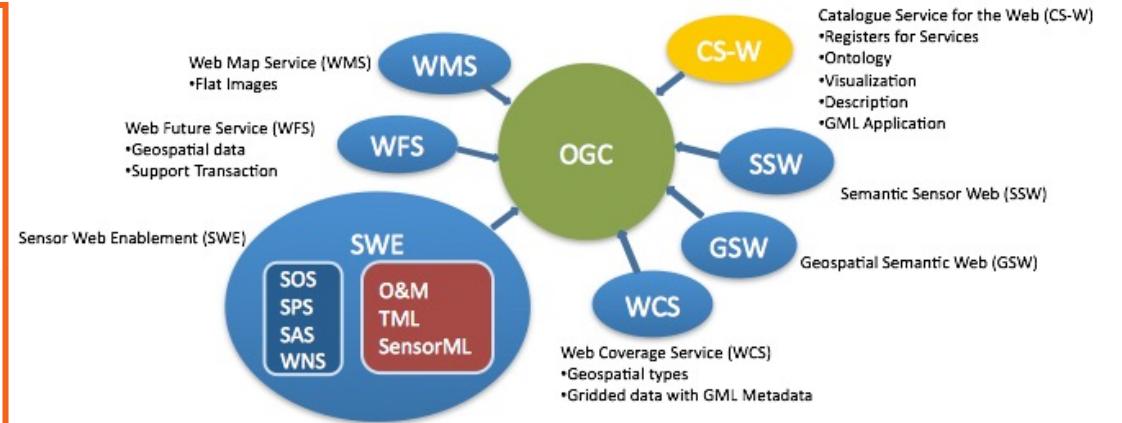 Catalogue Service for the Web (CS-W)
•Registers for Services
•Ontology
•Visualization
•Description
•GML Application
CS-W
Web Map Service (WMS)
•Flat Images
WMS
Web Future Service (WFS)
•Geospatial data
•Support Transaction
WFS
OGC
SSW
Semantic Sensor Web (SSW)
Sensor Web Enablement (SWE)
SWE
SOS
SPS
SAS
WNS
O&M
TML
SensorML
GSW
Geospatial Semantic Web (GSW)
WCS
Web Coverage Service (WCS)
•Geospatial types
•Gridded data with GML Metadata